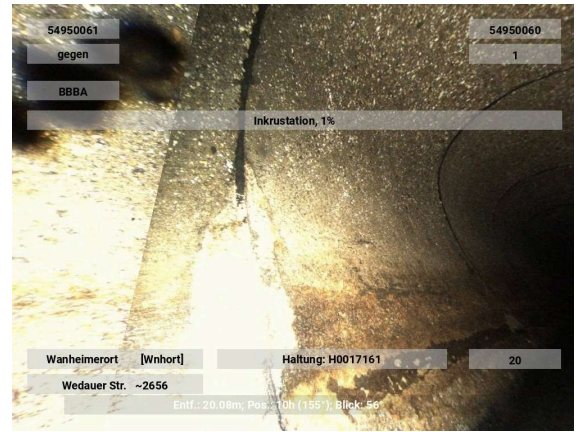 54950061
54950060
gegen
1
BBBA
Inkrustation, 1%
Wanheimerort [Wnhort]
Haltung: H0017161
20
Wedauer Str. ~2656
Entf.: 20.08m; Pos.: 10h (155°); Blick: 56°